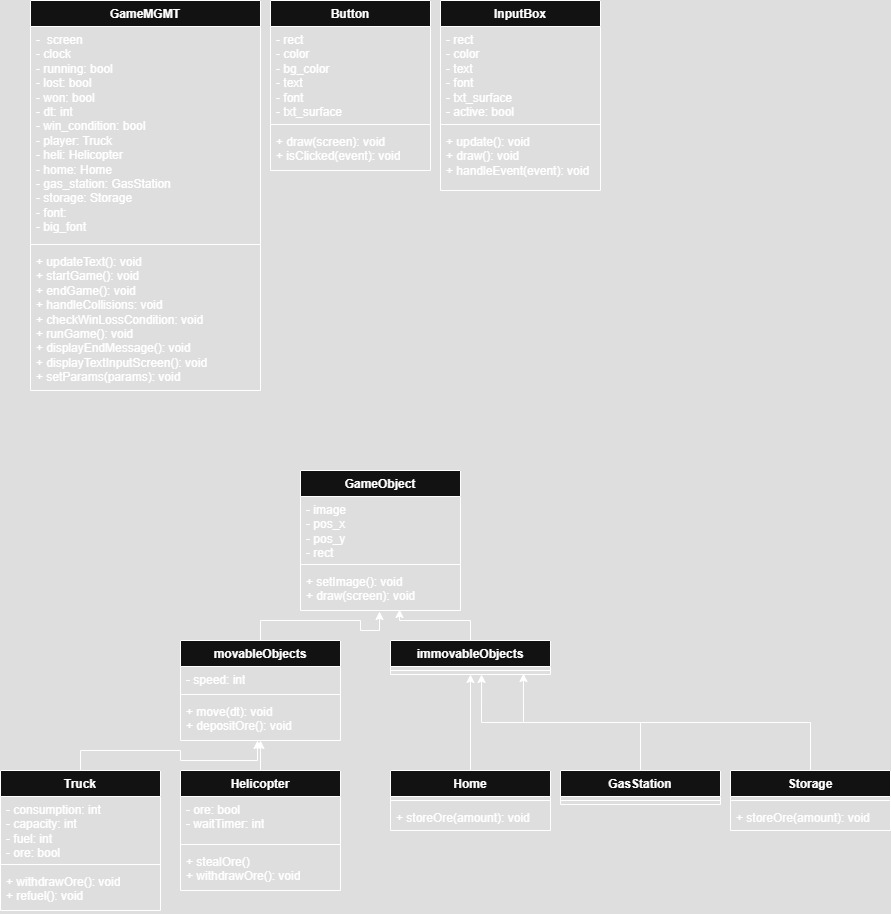 GameMGMT
- screen
- clock
- running: bool
- lost: bool
- won: bool
- dt: int
- win_condition: bool
- player: Truck
- heli: Helicopter
- home: Home
- gas_station: GasStation
- storage: Storage
- font:
- big_font
+ updateText(): void
+ startGame(): void
+ endGame(): void
+ handleCollisions: void
+ checkWinLossCondition: void
+ runGame(): void
+ displayEndMessage(): void
+ displayTextInputScreen(): void
+ setParams(params): void
Button
- rect
- color
- bg_color
- text
- font
- txt_surface
+ draw(screen): void
+ isClicked(event): void
InputBox
- rect
- color
- text
- font
- txt_surface
- active: bool
+ update(): void
+ draw(): void
+ handleEvent(event): void
GameObject
- image
- pos_x
- pos_y
- rect
+ setImage(): void
+ draw(screen): void
movableObjects
- speed: int
+ move(dt): void
+ depositOre(): void
immovableObjects
Truck
- consumption: int
- capacity: int
- fuel: int
- ore: bool
+ withdrawOre(): void
+ refuel(): void
Helicopter
- ore: bool
- waitTimer: int
+ stealOre()
+ withdrawOre(): void
Home
+ storeOre(amount): void
GasStation
Storage
+ storeOre(amount): void